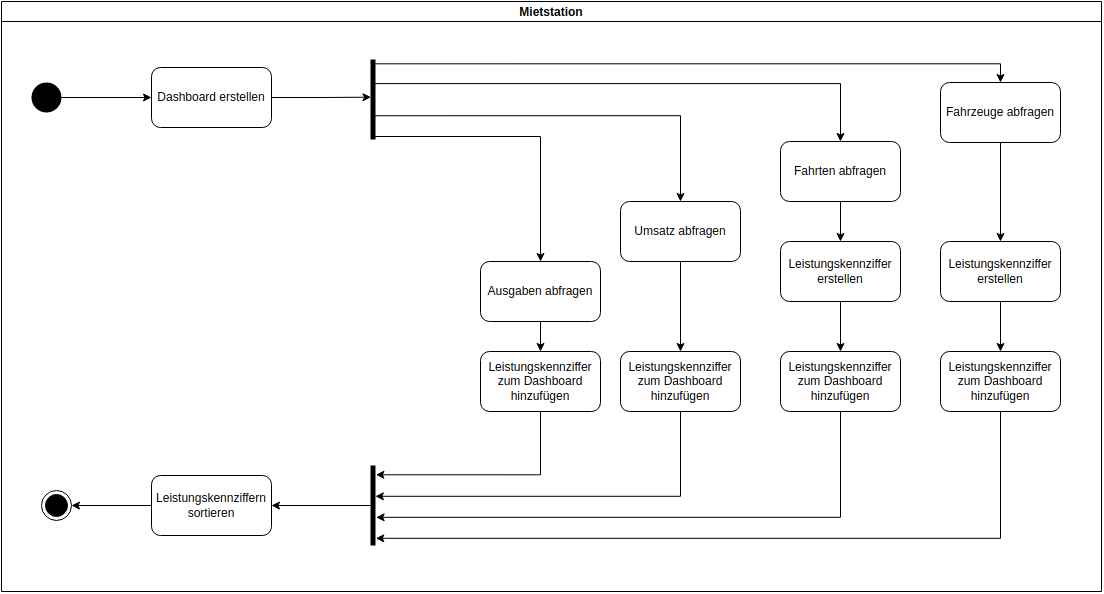 Mietstation
Dashboard erstellen
Fahrzeuge abfragen
Fahrten abfragen
Umsatz abfragen
Ausgaben abfragen
Leistungskennziffer
erstellen
Leistungskennziffer
erstellen
Leistungskennziffer
zum Dashboard
hinzufügen
Leistungskennziffer
zum Dashboard
hinzufügen
Leistungskennziffer
zum Dashboard
hinzufügen
Leistungskennziffer
zum Dashboard
hinzufügen
Leistungskennziffern
sortieren